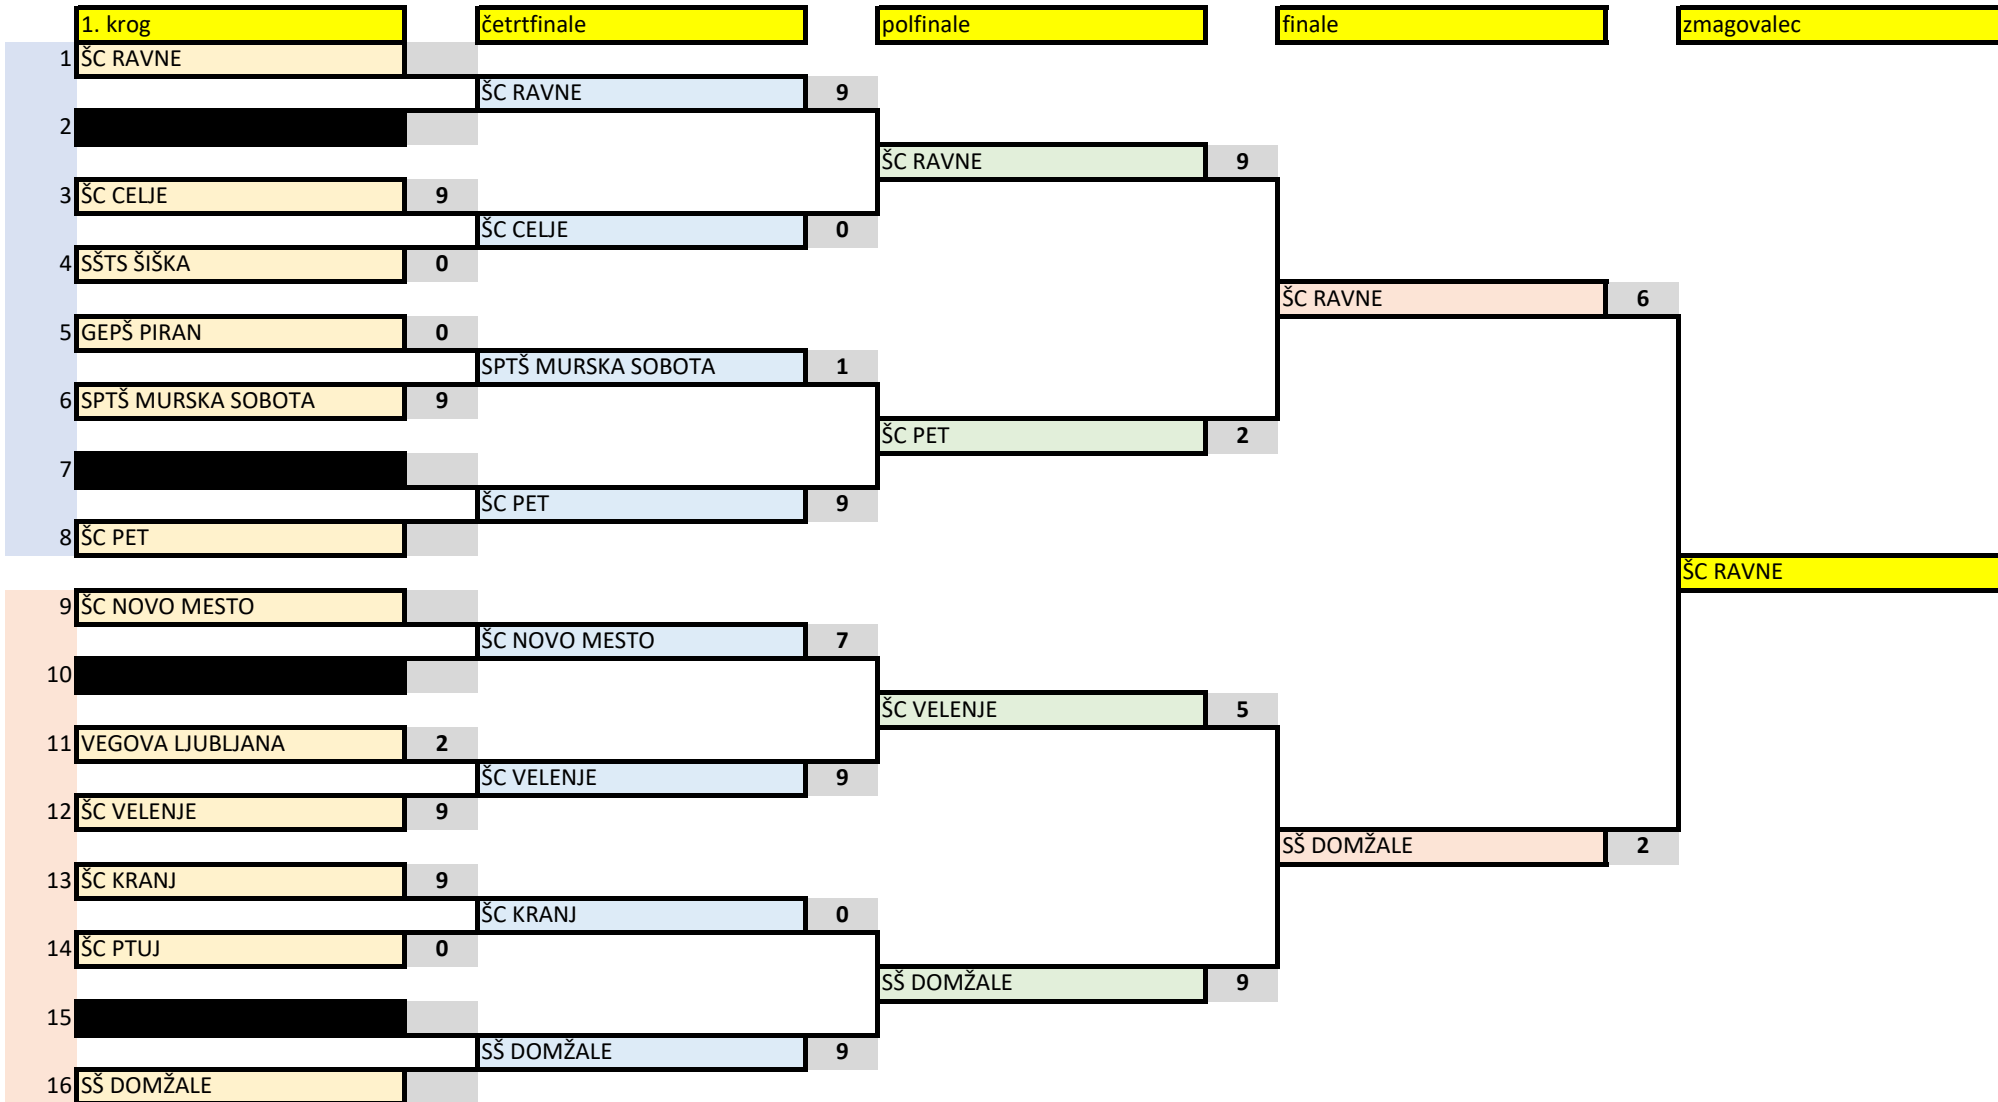 1. krog četrtfinale polfinale finale zmagovalec
1 ŠC RAVNE
ŠC RAVNE 9
2
ŠC RAVNE 9
3 ŠC CELJE 9
ŠC CELJE 0
4 SŠTS ŠIŠKA 0
ŠC RAVNE 6
5 GEPŠ PIRAN 0
SPTŠ MURSKA SOBOTA 1
6 SPTŠ MURSKA SOBOTA 9
ŠC PET 2
7
ŠC PET 9
8 ŠC PET
ŠC RAVNE
9 ŠC NOVO MESTO
ŠC NOVO MESTO 7
10
ŠC VELENJE 5
11 VEGOVA LJUBLJANA 2
ŠC VELENJE 9
12 ŠC VELENJE 9
SŠ DOMŽALE 2
13 ŠC KRANJ 9
ŠC KRANJ 0
14 ŠC PTUJ 0
SŠ DOMŽALE 9
15
SŠ DOMŽALE 9
16 SŠ DOMŽALE